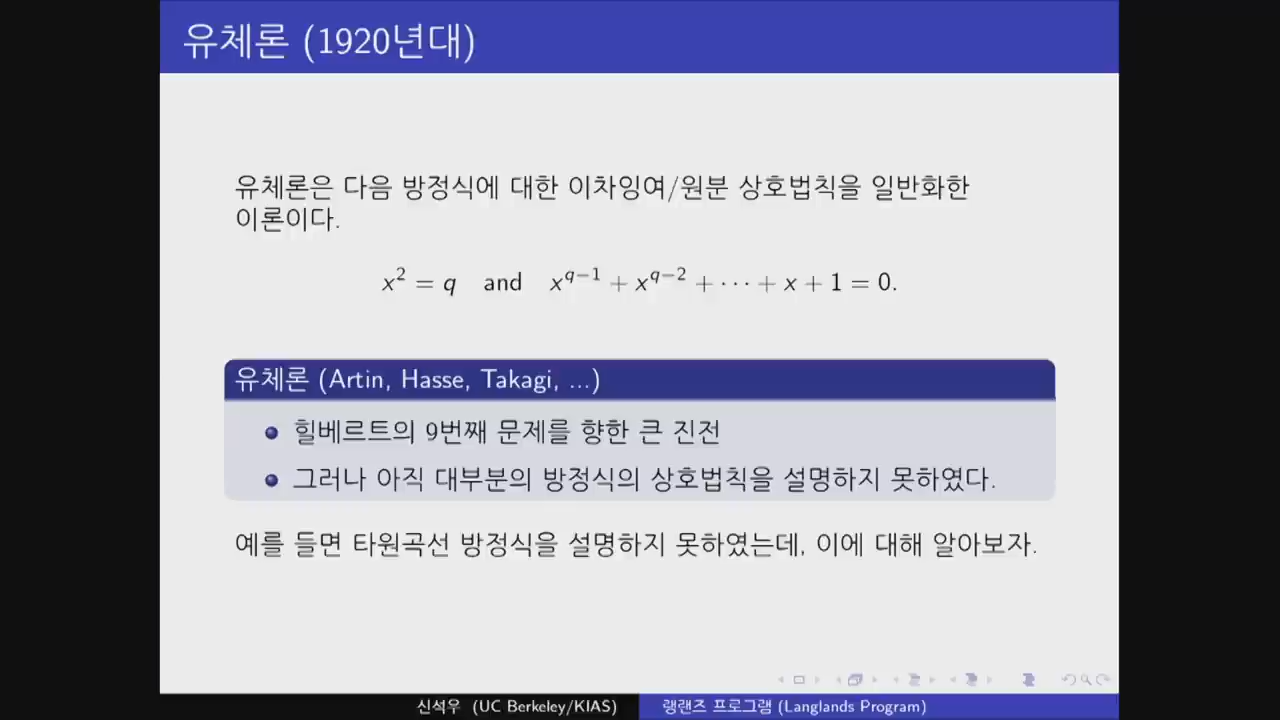 유체론 (1920년대)
유체론은 다음 방정식에 대한 이차잉여/원분 상호법칙을 일반화한
이론이다.
x² = q and x^{q−1} + x^{q−2} + ⋯ + x + 1 = 0.
유체론 (Artin, Hasse, Takagi, ...)
힐베르트의 9번째 문제를 향한 큰 진전
그러나 아직 대부분의 방정식의 상호법칙을 설명하지 못하였다.
예를 들면 타원곡선 방정식을 설명하지 못하였는데, 이에 대해 알아보자.
신석우 (UC Berkeley/KIAS) 랭랜즈 프로그램 (Langlands Program)